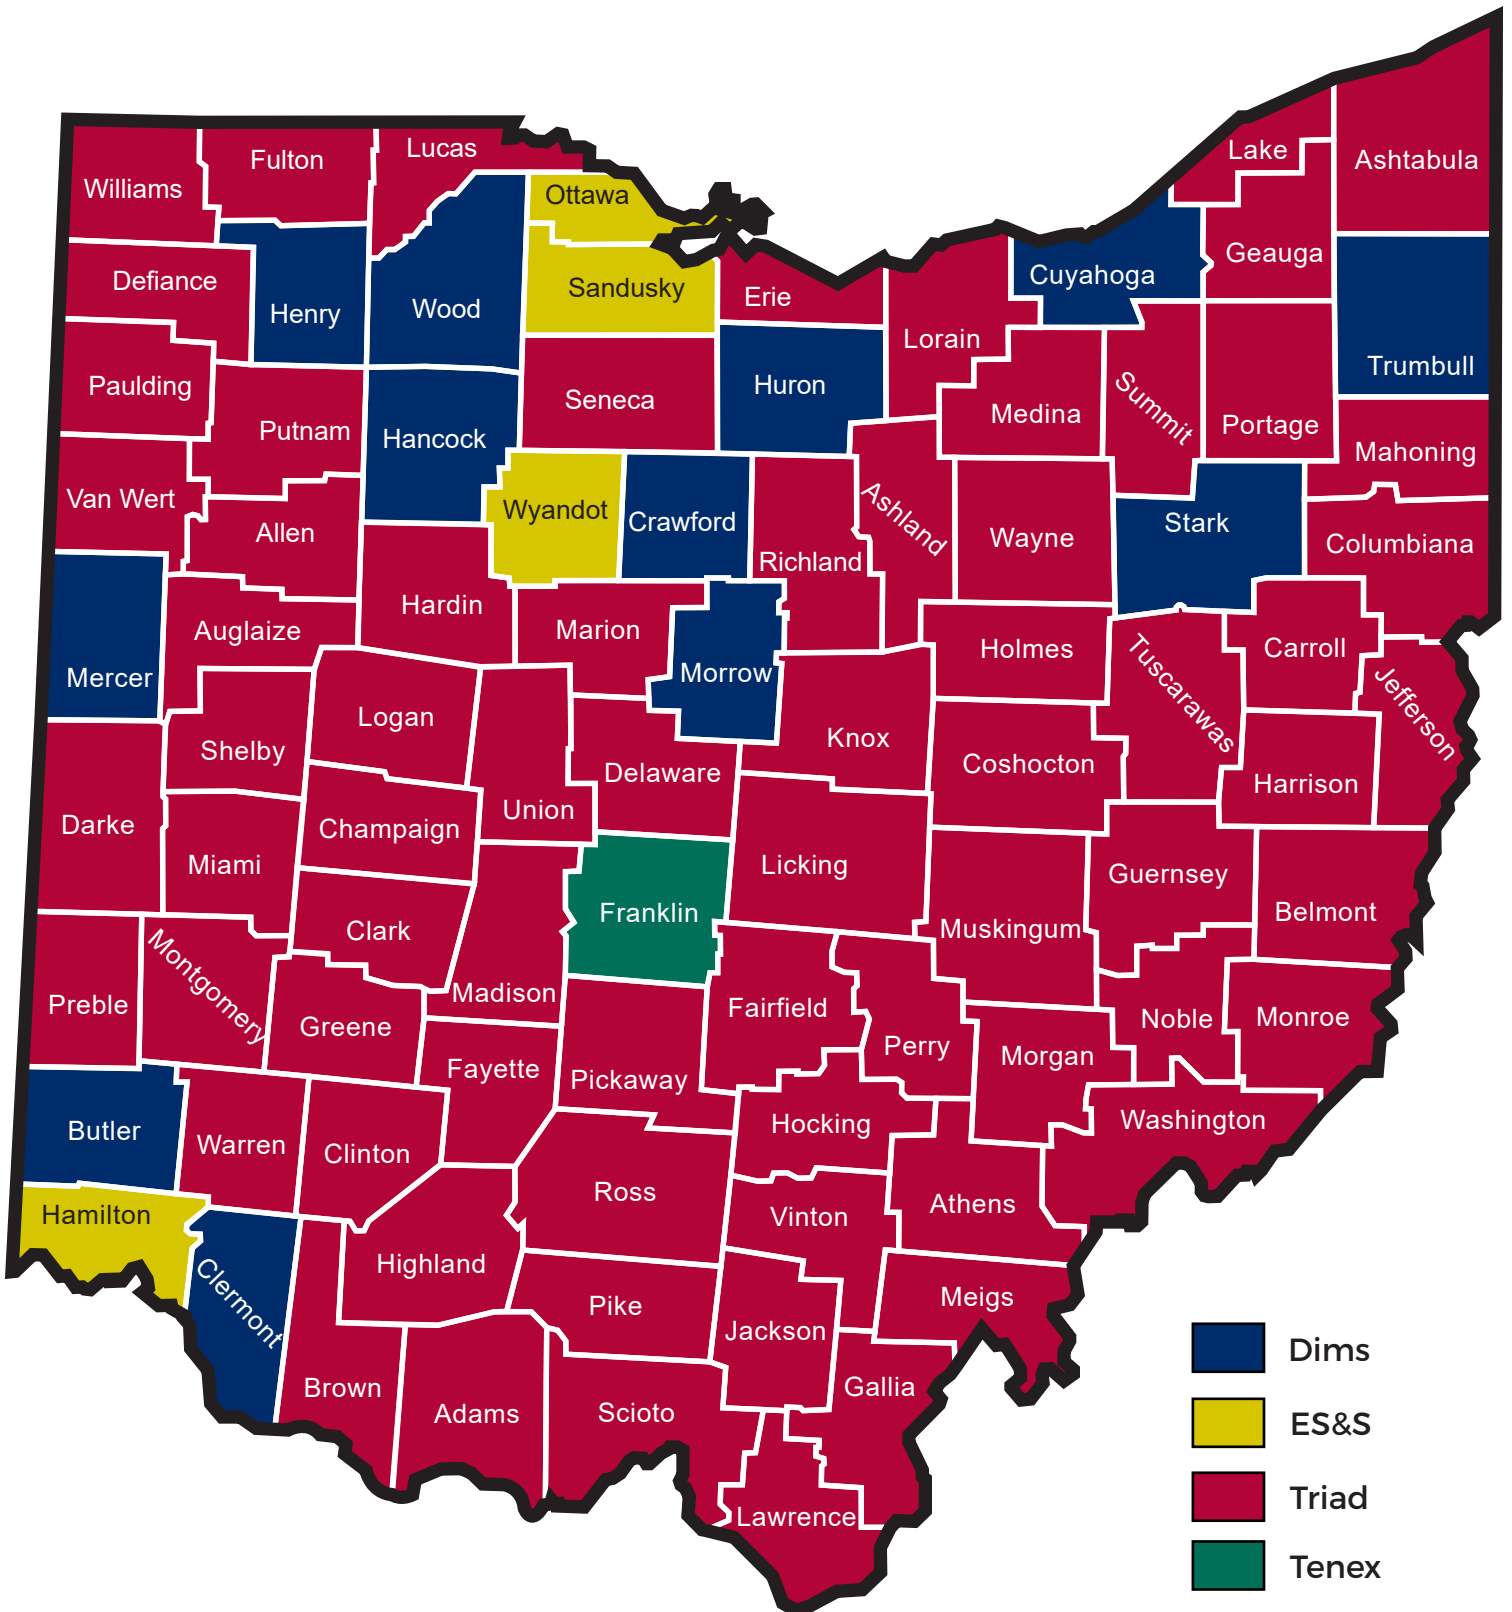 Lucas
Fulton
Lake
Ashtabula
Williams
Ottawa
Geauga
Defiance
Cuyahoga
Sandusky
Erie
Henry
Wood
Lorain
Trumbull
Paulding
Huron
Seneca
Summit
Medina
Portage
Putnam
Hancock
Mahoning
Van Wert
Wyandot
Crawford
Ashland
Stark
Allen
Wayne
Columbiana
Richland
Hardin
Auglaize
Marion
Holmes
Carroll
Mercer
Morrow
Tuscarawas
Jefferson
Logan
Knox
Shelby
Delaware
Coshocton
Harrison
Union
Darke
Champaign
Miami
Licking
Guernsey
Franklin
Belmont
Clark
Muskingum
Montgomery
Madison
Preble
Fairfield
Greene
Noble
Monroe
Perry
Morgan
Fayette
Pickaway
Butler
Hocking
Washington
Warren
Clinton
Ross
Athens
Hamilton
Vinton
Highland
Clermont
Meigs
Pike
Jackson
Brown
Gallia
Adams
Scioto
Lawrence
Dims
ES&S
Triad
Tenex